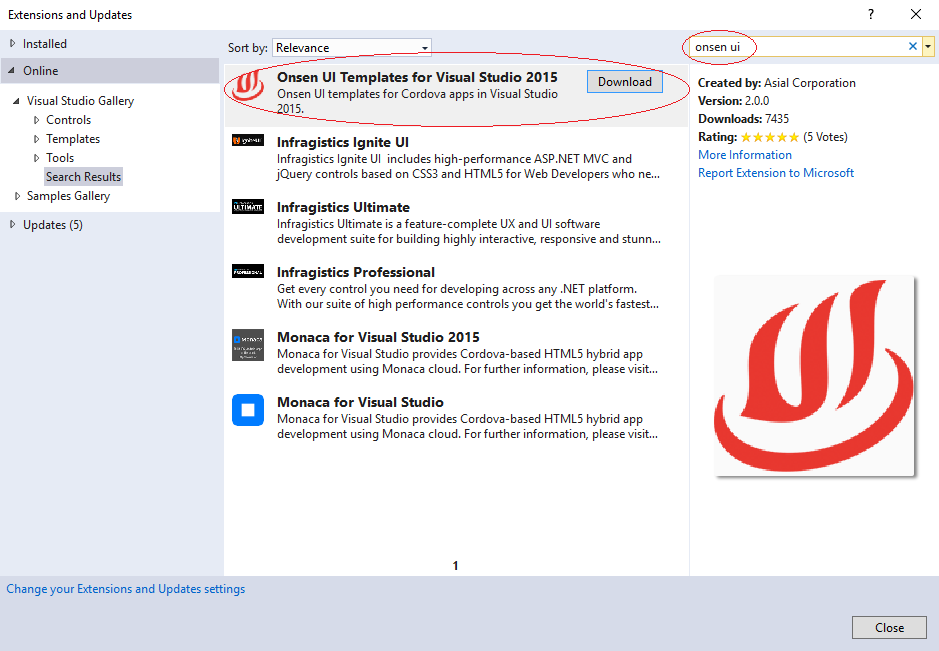 Extensions and Updates
?
Installed
Online
Visual Studio Gallery
Controls
Templates
Tools
Search Results
Samples Gallery
Updates (5)
Sort by: Relevance
Onsen UI Templates for Visual Studio 2015
Onsen UI templates for Cordova apps in Visual Studio
2015.
Download
Infragistics Ignite UI
Infragistics Ignite UI includes high-performance ASP.NET MVC and
jQuery controls based on CSS3 and HTML5 for Web Developers who ne...
ULTIMATE
Infragistics Ultimate
Infragistics Ultimate is a feature-complete UX and UI software
development suite for building highly interactive, responsive and stunn...
PROFESSIONAL
Infragistics Professional
Get every control you need for developing across any .NET platform.
With our suite of high performance controls you get the world's fastest...
MONACA
Monaca for Visual Studio 2015
Monaca for Visual Studio provides Cordova-based HTML5 hybrid app
development using Monaca cloud. For further information, please visit...
Monaca for Visual Studio
Monaca for Visual Studio provides Cordova-based HTML5 hybrid app
development using Monaca cloud. For further information, please visit...
1
onsen ui
Created by: Asial Corporation
Version: 2.0.0
Downloads: 7435
Rating: (5 Votes)
More Information
Report Extension to Microsoft
Change your Extensions and Updates settings
Close